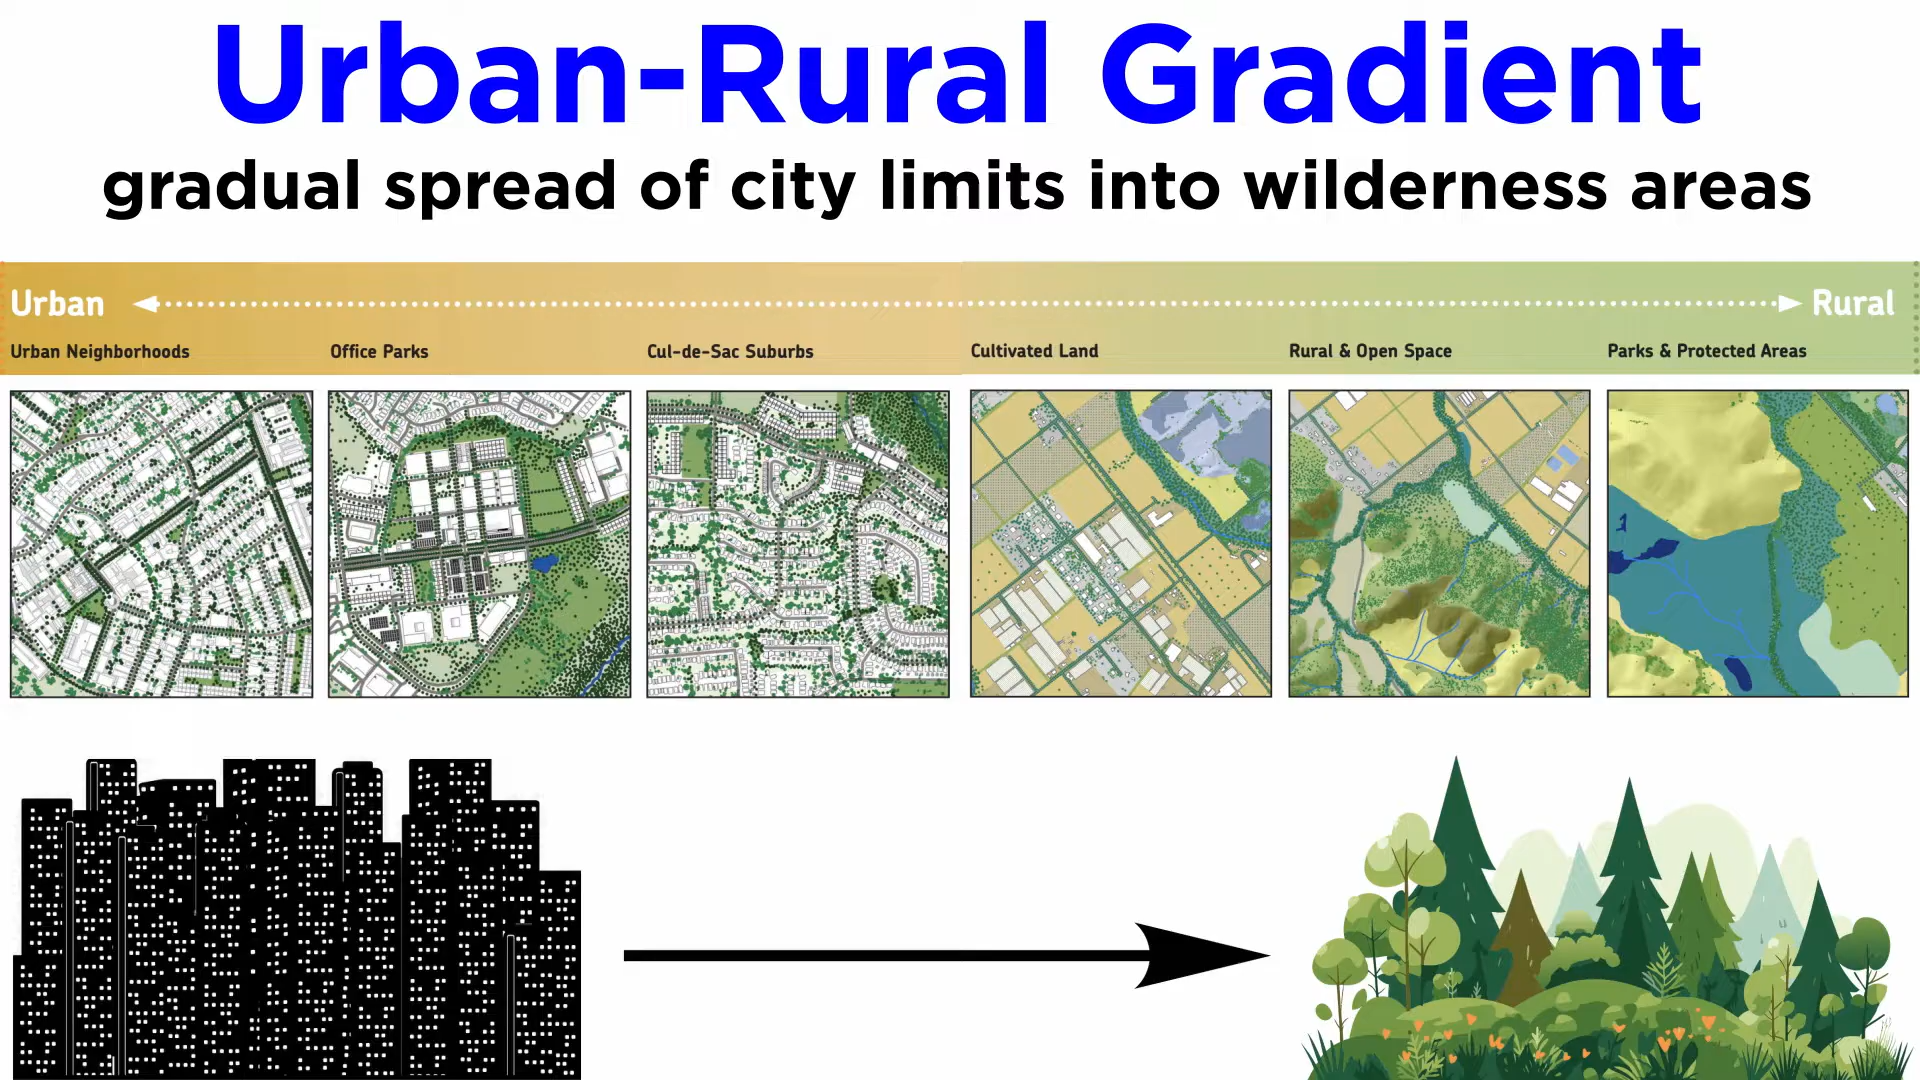 Urban-Rural Gradient
gradual spread of city limits into wilderness areas
Urban
Rural
Urban Neighborhoods
Office Parks
Cul-de-Sac Suburbs
Cultivated Land
Rural & Open Space
Parks & Protected Areas